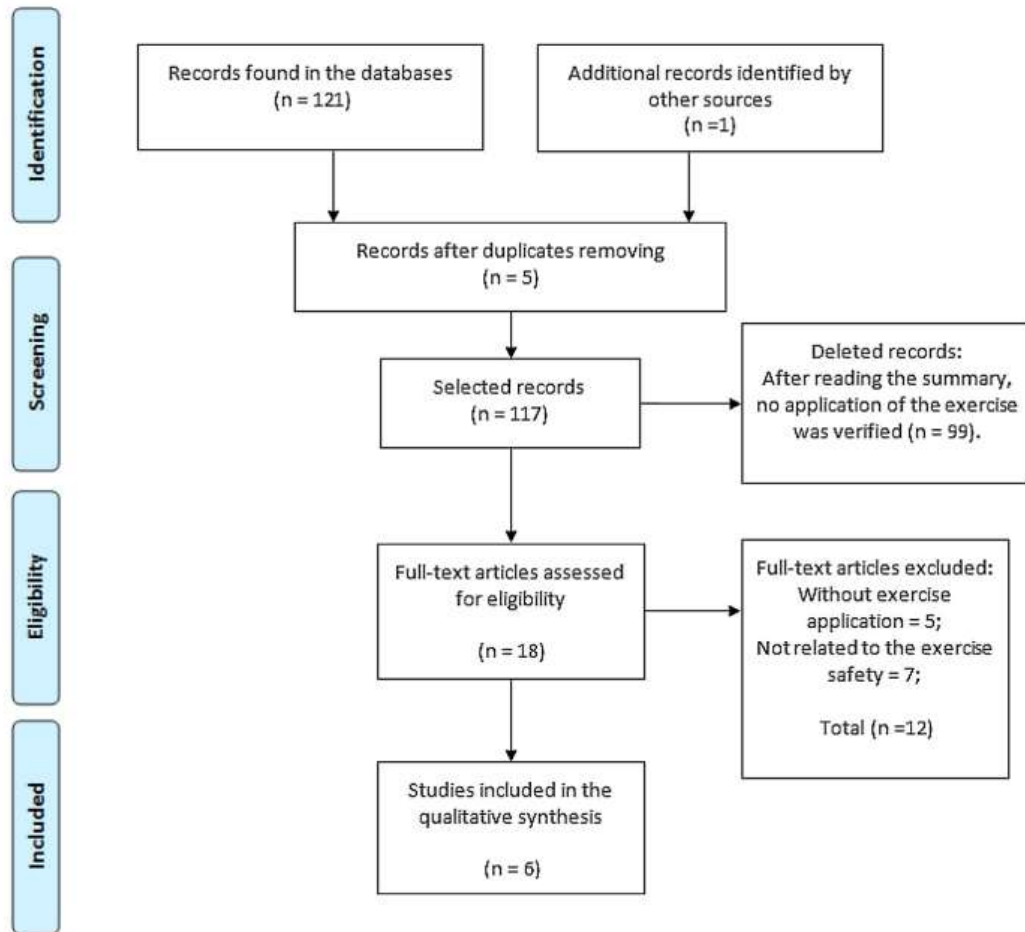 Identification
Records found in the databases
(n = 121)
Additional records identified by
other sources
(n =1)
Records after duplicates removing
(n = 5)
Screening
Selected records
(n = 117)
Deleted records:
After reading the summary,
no application of the exercise
was verified (n = 99).
Eligibility
Full-text articles assessed
for eligibility
(n = 18)
Full-text articles excluded:
Without exercise
application = 5;
Not related to the exercise
safety = 7;
Total (n =12)
Included
Studies included in the
qualitative synthesis
(n = 6)